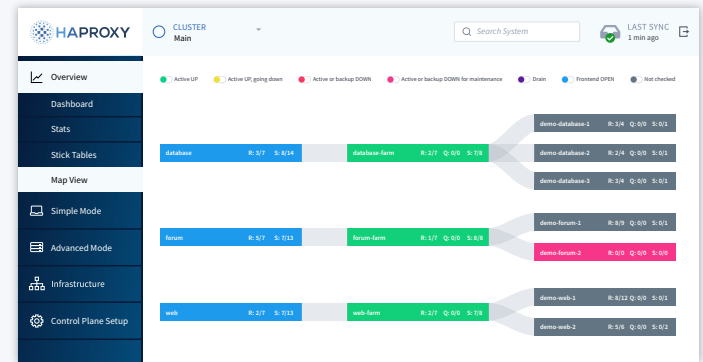 HAPROXY
CLUSTER
Main
Search System
LAST SYNC
1 min ago
Overview
Dashboard
Stats
Stick Tables
Map View
Simple Mode
Advanced Mode
Infrastructure
Control Plane Setup
Active UP
Active UP, going down
Active or backup DOWN
Active or backup DOWN for maintenance
Drain
Frontend OPEN
Not checked
demo-database-1 R: 3/4 Q: 0/0 S: 0/1
database R: 3/7 S: 8/14
database-farm R: 2/7 Q: 0/0 S: 7/8
demo-database-2 R: 2/4 Q: 0/0 S: 0/1
demo-database-3 R: 3/4 Q: 0/0 S: 0/1
demo-forum-1 R: 8/9 Q: 0/0 S: 0/1
forum R: 5/7 S: 7/13
forum-farm R: 1/7 Q: 0/0 S: 8/8
demo-forum-2 R: 0/0 Q: 0/0 S: 0/0
demo-web-1 R: 8/12 Q: 0/0 S: 0/1
web R: 2/7 S: 7/13
web-farm R: 2/7 Q: 0/0 S: 7/8
demo-web-2 R: 5/6 Q: 0/0 S: 0/2